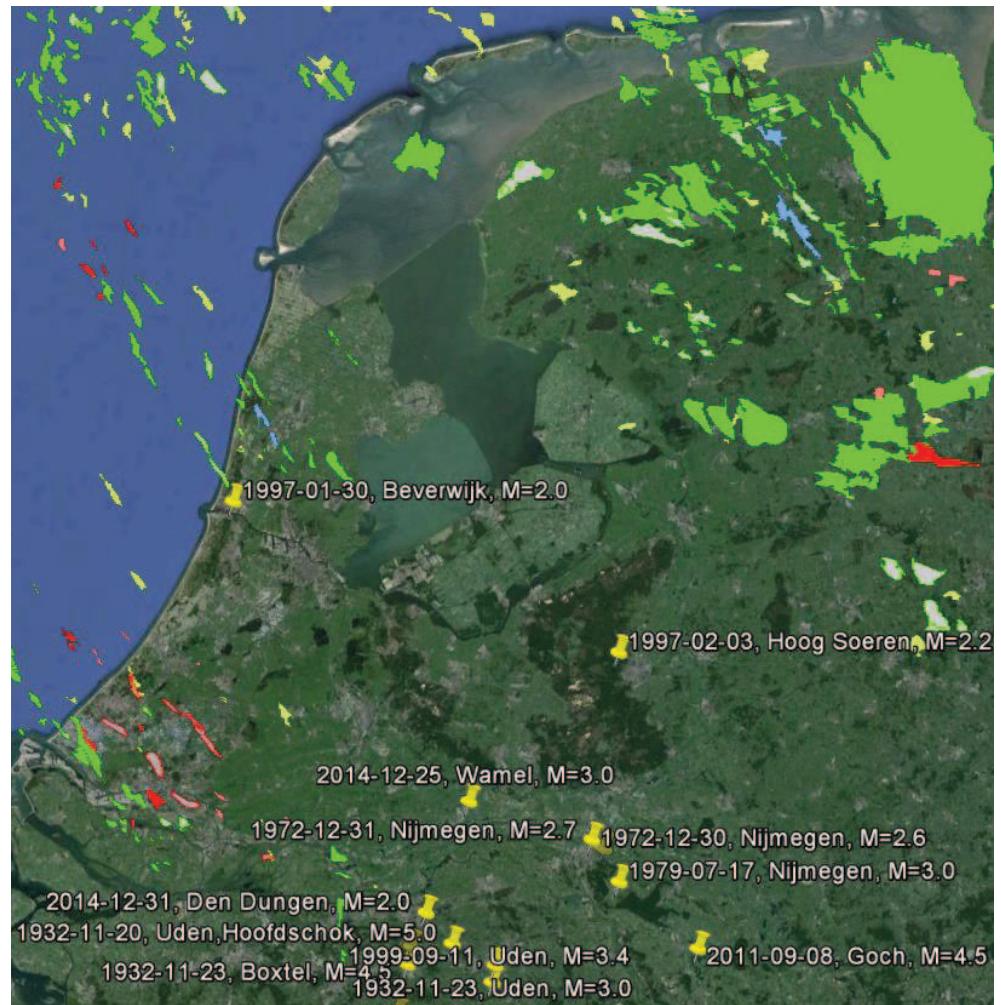 1997-01-30, Beverwijk, M=2.0
1997-02-03, Hoog Soeren, M=2.2
2014-12-25, Wamel, M=3.0
1972-12-31, Nijmegen, M=2.7
1972-12-30, Nijmegen, M=2.6
1979-07-17, Nijmegen, M=3.0
2014-12-31, Den Dungen, M=2.0
1932-11-20, Uden,Hoofdschok, M=5.0
1999-09-11, Uden, M=3.4
2011-09-08, Goch, M=4.5
1932-11-23, Boxtel, M=4.5
1932-11-23, Uden, M=3.0